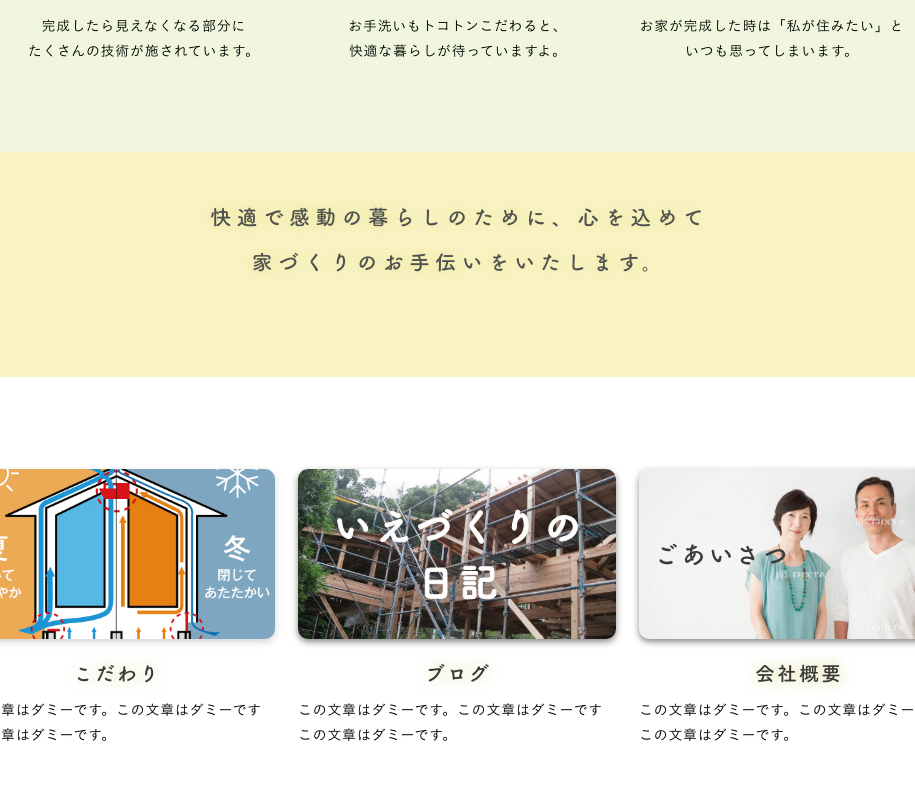 完成したら見えなくなる部分に
たくさんの技術が施されています。
お手洗いもトコトンこだわると、
快適な暮らしが待っていますよ。
お家が完成した時は「私が住みたい」と
いつも思ってしまいます。
快適で感動の暮らしのために、心を込めて
家づくりのお手伝いをいたします。
夏
冬
閉じて
あたたかい
いえづくりの
日記
ごあいさつ
PIXTA
PIXTA
PIXTA
PIXTA
こだわり
章はダミーです。この文章はダミーです
章はダミーです。
ブログ
この文章はダミーです。この文章はダミーです
この文章はダミーです。
会社概要
この文章はダミーです。この文章はダミー
この文章はダミーです。